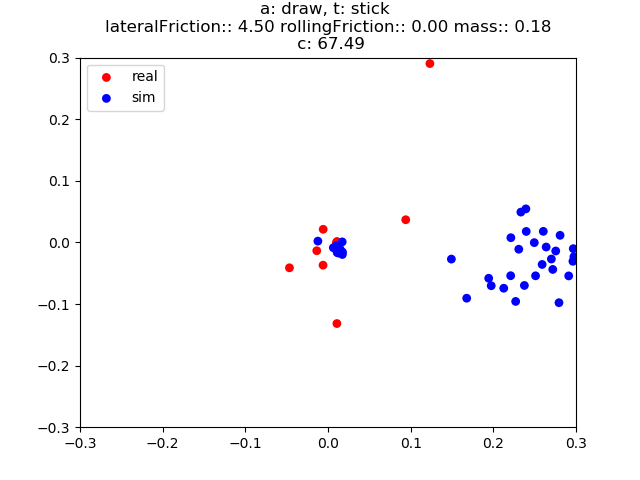 a: draw, t: stick
lateralFriction:: 4.50 rollingFriction:: 0.00 mass:: 0.18
c: 67.49
real
sim
0.3
0.2
0.1
0.0
−0.1
−0.2
−0.3
−0.3 −0.2 −0.1 0.0 0.1 0.2 0.3